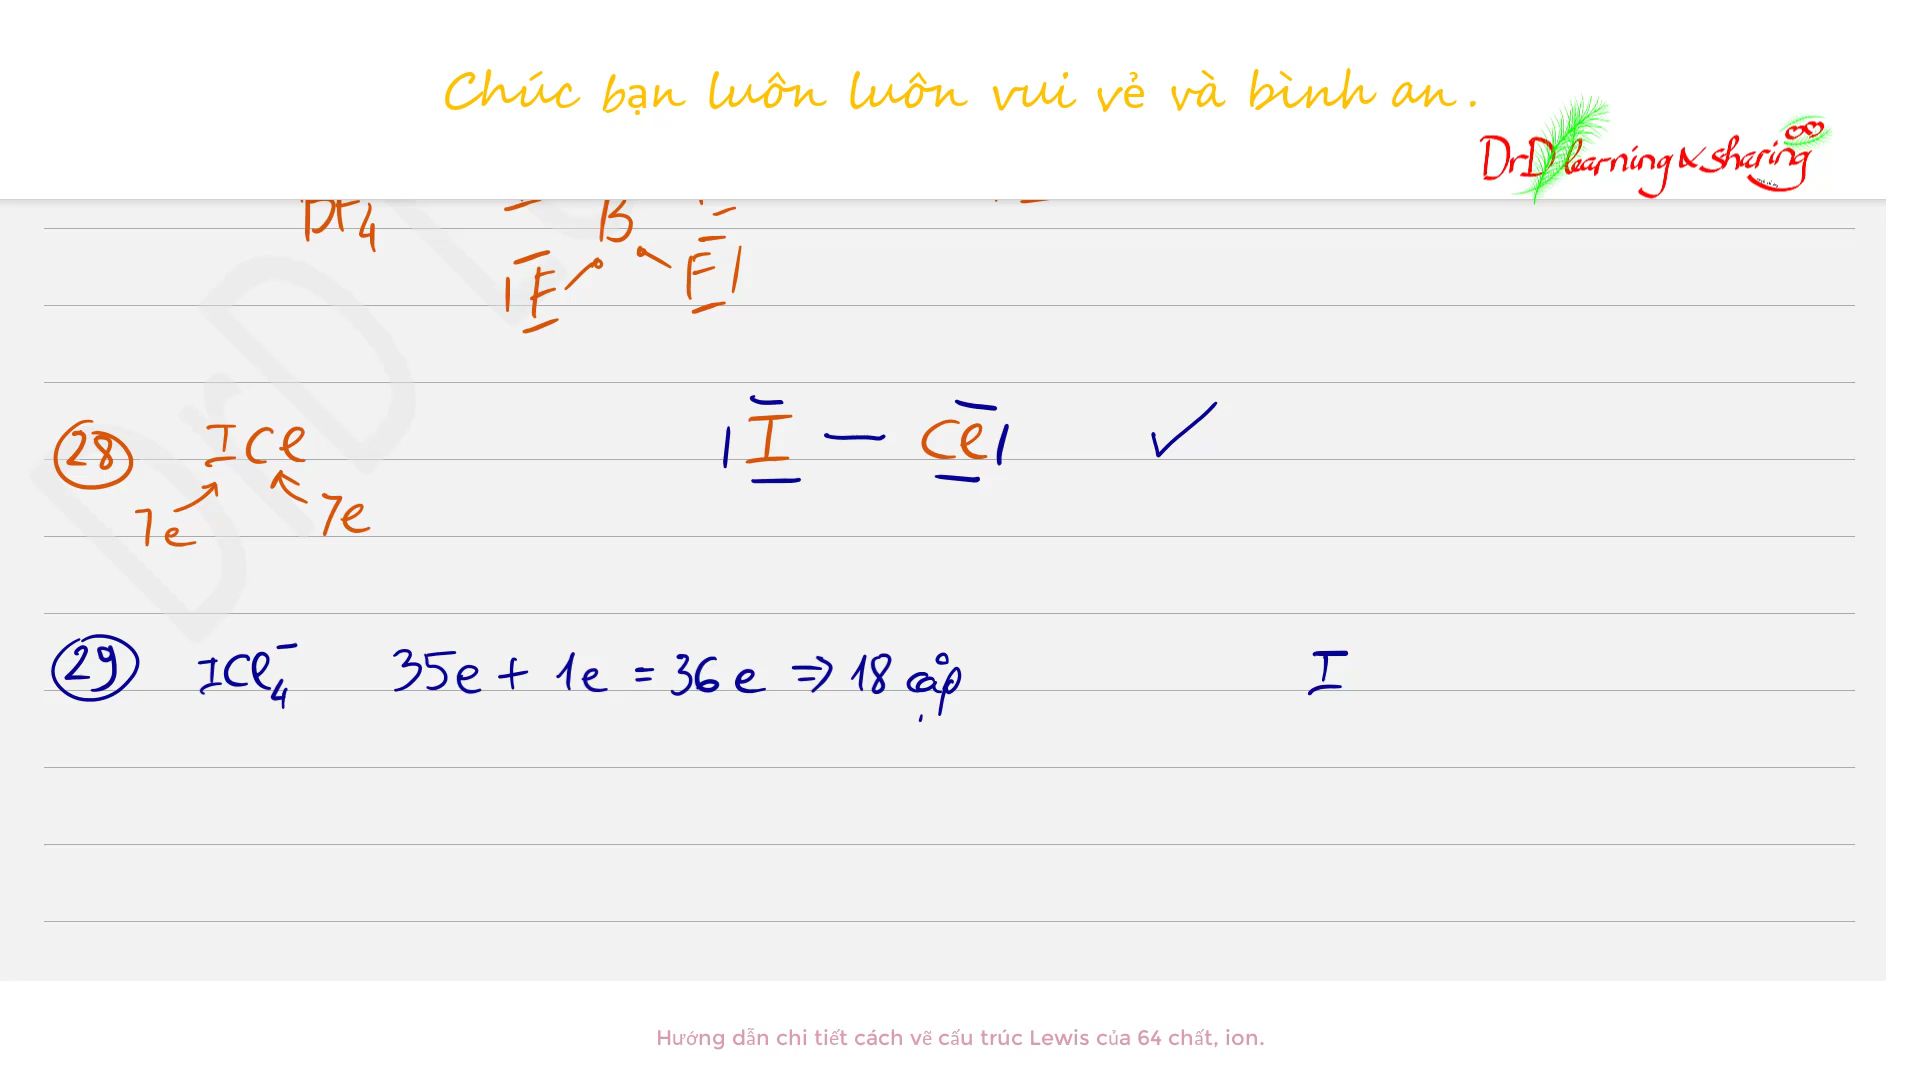 Chúc bạn luôn luôn vui vẻ và bình an.
DrD learning & sharing
BF4
B
|F F|
28 ICl |I — Cl| ✓
7e 7e
29 ICl4⁻ 35e + 1e = 36e ⇒ 18 cặp I
Hướng dẫn chi tiết cách vẽ cấu trúc Lewis của 64 chất, ion.
DrD